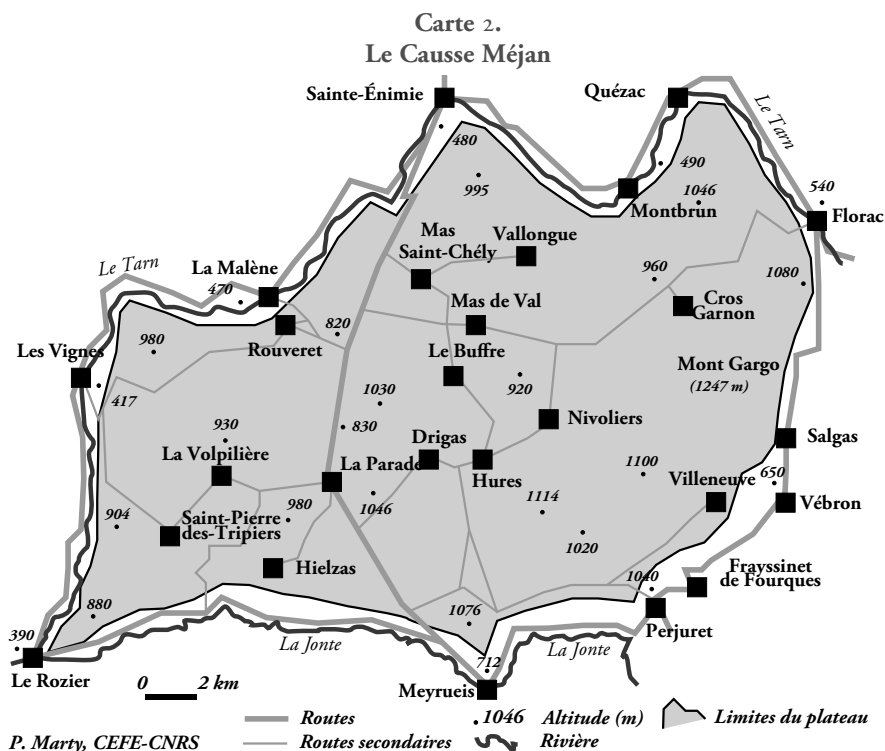 Carte 2.
Le Causse Méjan
Sainte-Énimie
Quézac
Le Tarn
480
490
995
1046
540
Montbrun
Florac
Mas
Saint-Chély
Vallongue
Le Tarn
La Malène
470
960
1080
Mas de Val
Cros
Garnon
820
Rouveret
980
Les Vignes
Le Buffre
Mont Gargo
(1247 m)
920
1030
417
Nivoliers
830
930
Drigas
Salgas
La Volpilière
La Parade
Hures
1100
Villeneuve
650
980
1046
1114
Vébron
904
Saint-Pierre
des-Tripiers
1020
Hielzas
Frayssinet
de Fourques
1040
880
1076
Perjuret
390
La Jonte
La Jonte
712
Le Rozier
0 2 km
Meyrueis
Routes
1046 Altitude (m)
Limites du plateau
P. Marty, CEFE-CNRS
Routes secondaires
Rivière